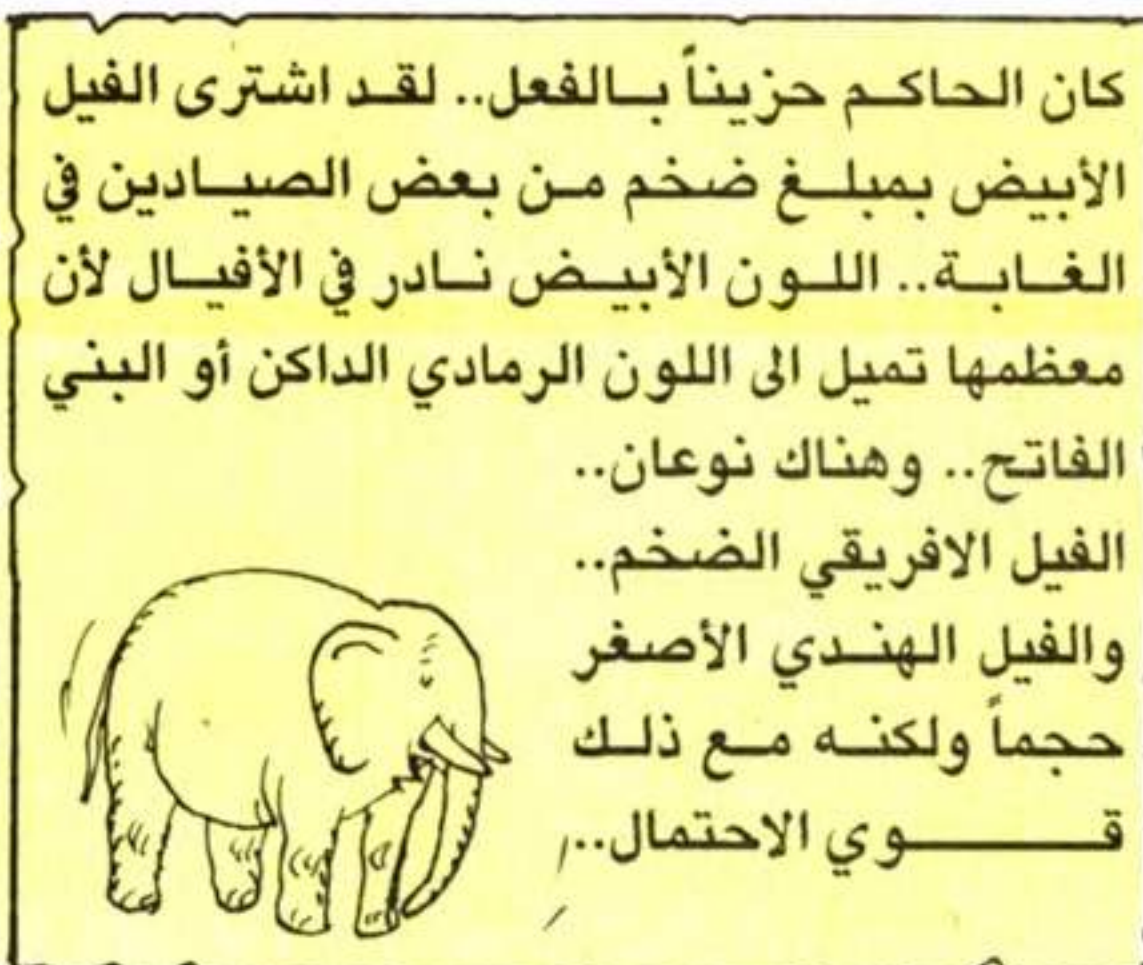 كان الحاكم حزيناً بالفعل.. لقد اشترى الفيل
الأبيض بمبلغ ضخم من بعض الصيادين في
الغابة.. اللون الأبيض نادر في الأفيال لأن
معظمها تميل الى اللون الرمادي الداكن أو البني
الفاتح.. وهناك نوعان..
الفيل الافريقي الضخم..
والفيل الهندي الأصغر
حجماً ولكنه مع ذلك
قوي الاحتمال..